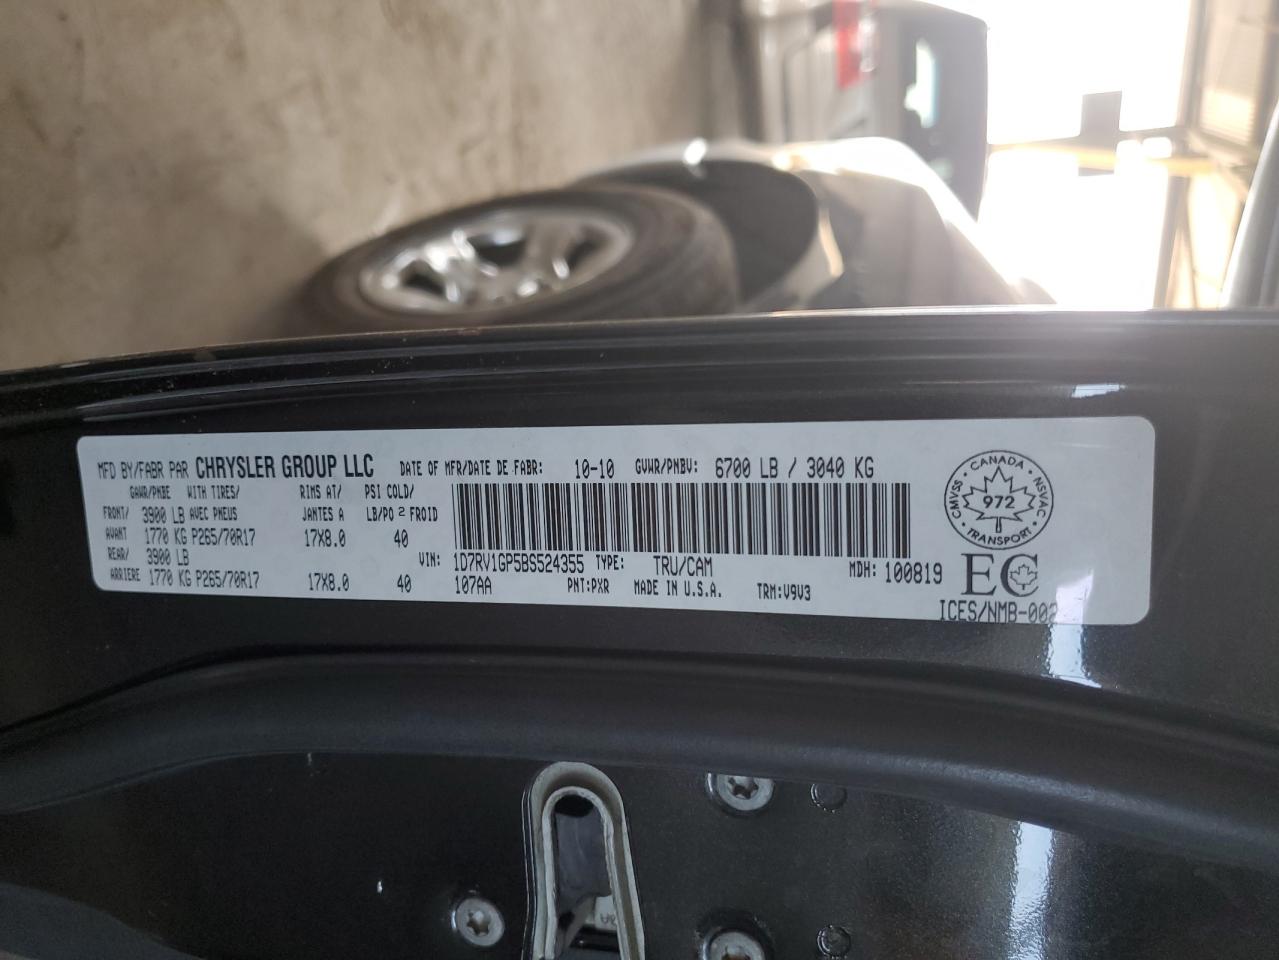 MFD BY/FABR PAR CHRYSLER GROUP LLC DATE OF MFR/DATE DE FABR: 10-10 GVWR/PNBV: 6700 LB / 3040 KG
GAWR/PNBE WITH TIRES/ RIMS AT/ PSI COLD/
FRONT/ 3900 LB AVEC PNEUS JANTES A LB/PO 2 FROID
AVANT 1770 KG P265/70R17 17X8.0 40
REAR/ 3900 LB
ARRIERE 1770 KG P265/70R17 17X8.0 40
VIN: 1D7RV1GP5BS524355 TYPE: TRU/CAM MDH: 100819
107AA PNT:PXR MADE IN U.S.A. TRM:V9V3
CMVSS CANADA NSVAC
972
TRANSPORT
EC
ICES/NMB-002